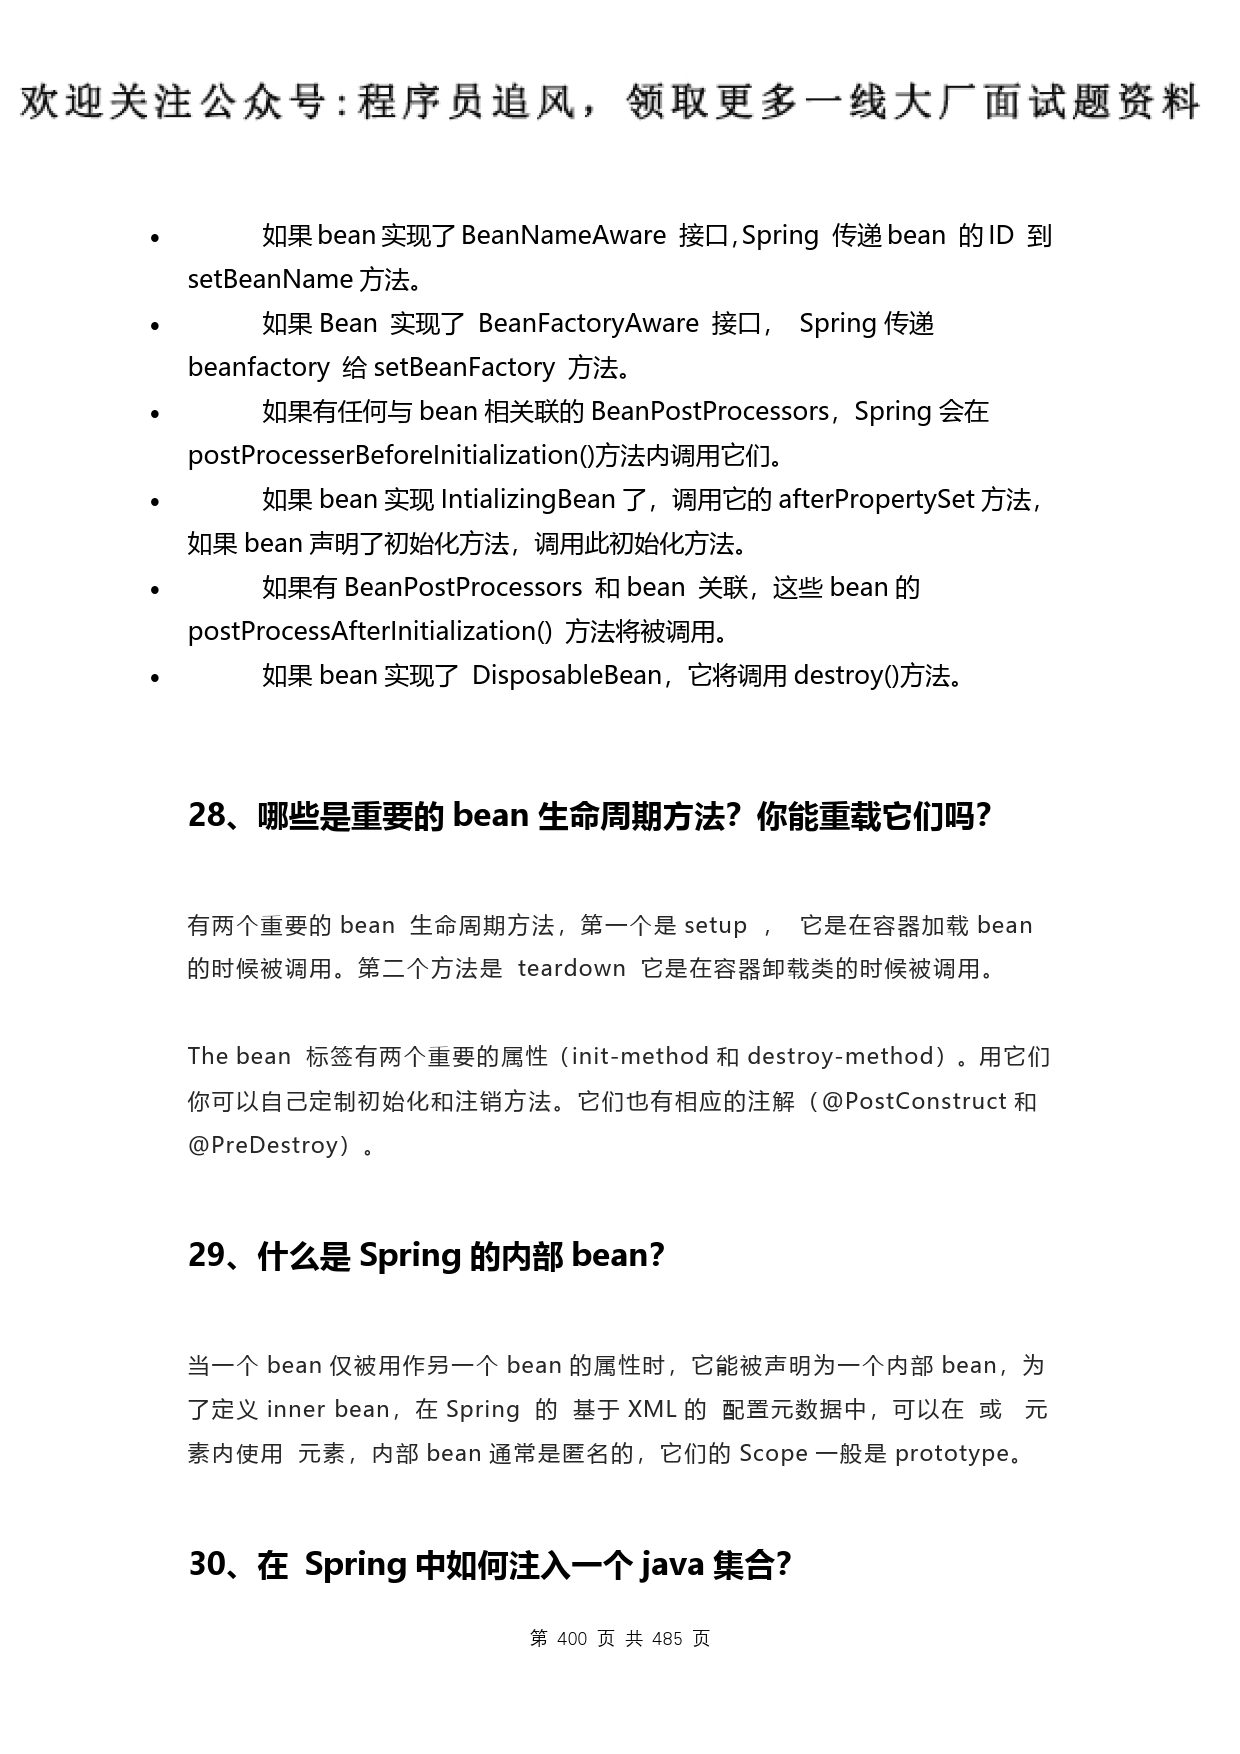 欢迎关注公众号:程序员追风，领取更多一线大厂面试题资料
• 如果 bean 实现了 BeanNameAware 接口,Spring 传递 bean 的 ID 到
setBeanName 方法。
• 如果 Bean 实现了 BeanFactoryAware 接口， Spring 传递
beanfactory 给 setBeanFactory 方法。
• 如果有任何与 bean 相关联的 BeanPostProcessors，Spring 会在
postProcesserBeforeInitialization()方法内调用它们。
• 如果 bean 实现 IntializingBean 了，调用它的 afterPropertySet 方法，
如果 bean 声明了初始化方法，调用此初始化方法。
• 如果有 BeanPostProcessors 和 bean 关联，这些 bean 的
postProcessAfterInitialization() 方法将被调用。
• 如果 bean 实现了 DisposableBean，它将调用 destroy()方法。
28、哪些是重要的 bean 生命周期方法？你能重载它们吗？
有两个重要的 bean 生命周期方法，第一个是 setup ， 它是在容器加载 bean
的时候被调用。第二个方法是 teardown 它是在容器卸载类的时候被调用。
The bean 标签有两个重要的属性（init-method 和 destroy-method）。用它们
你可以自己定制初始化和注销方法。它们也有相应的注解（@PostConstruct 和
@PreDestroy）。
29、什么是 Spring 的内部 bean？
当一个 bean 仅被用作另一个 bean 的属性时，它能被声明为一个内部 bean，为
了定义 inner bean，在 Spring 的 基于 XML 的 配置元数据中，可以在 或 元
素内使用 元素，内部 bean 通常是匿名的，它们的 Scope 一般是 prototype。
30、在 Spring 中如何注入一个 java 集合？
第 400 页 共 485 页